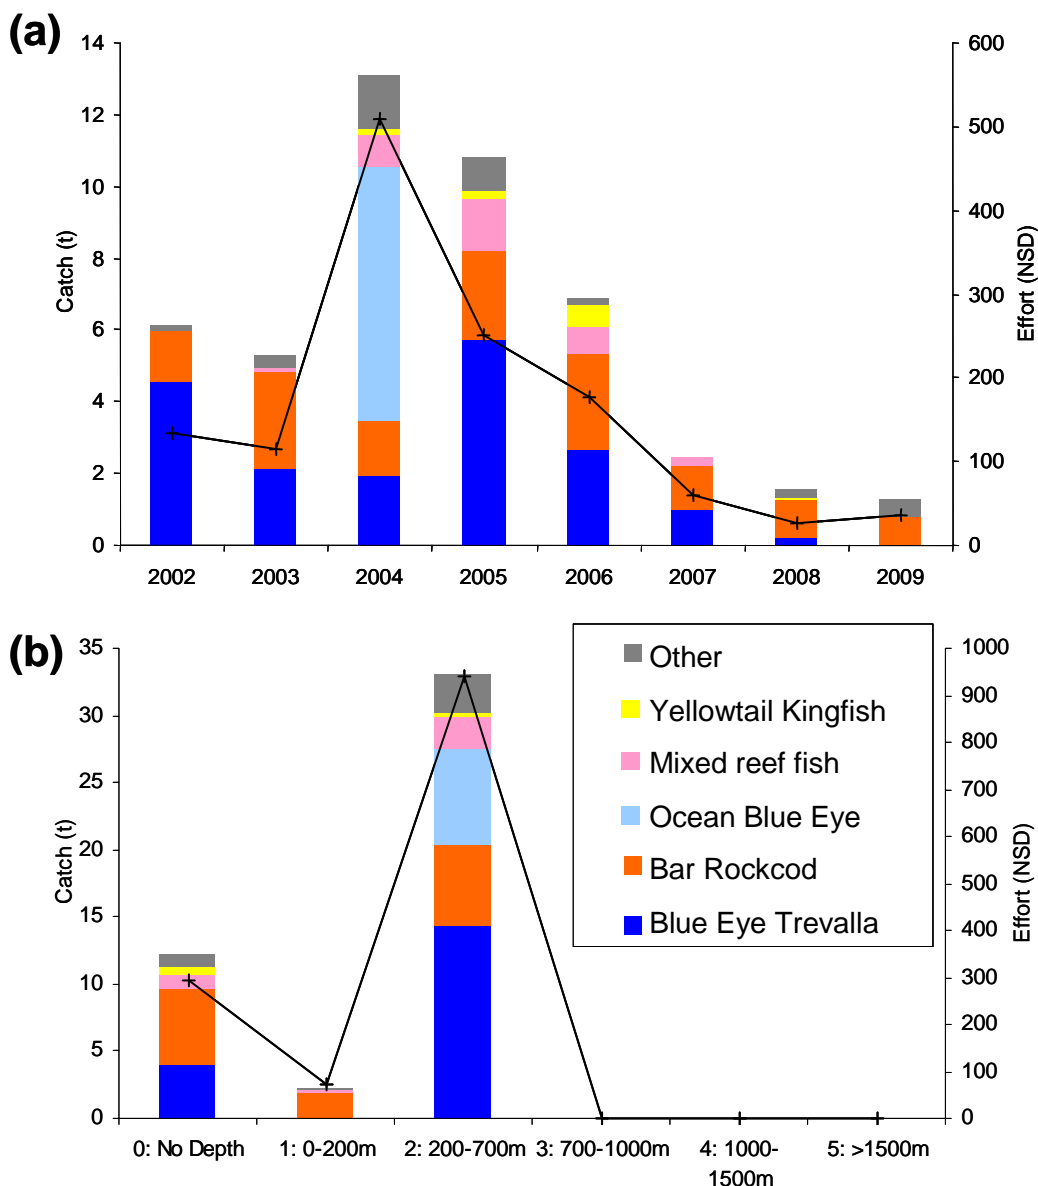 (a)
14
12
10
8
6
4
2
0
Catch (t)
600
500
400
300
200
100
0
Effort (NSD)
2002 2003 2004 2005 2006 2007 2008 2009
(b)
35
30
25
20
15
10
5
0
Catch (t)
1000
900
800
700
600
500
400
300
200
100
0
Effort (NSD)
Other
Yellowtail Kingfish
Mixed reef fish
Ocean Blue Eye
Bar Rockcod
Blue Eye Trevalla
0: No Depth 1: 0-200m 2: 200-700m 3: 700-1000m 4: 1000- 5: >1500m
1500m